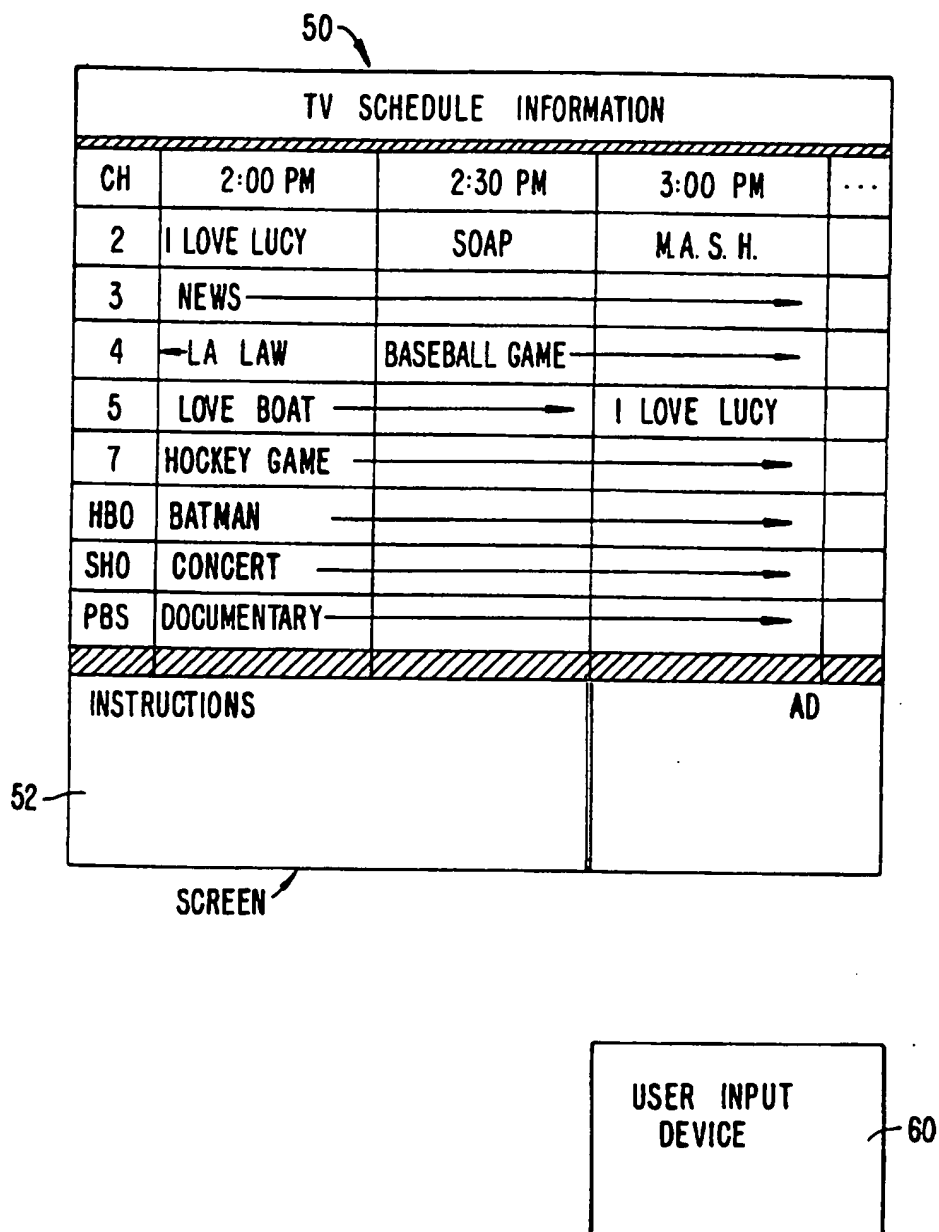 50
TV SCHEDULE INFORMATION
CH 2:00 PM 2:30 PM 3:00 PM ...
2 I LOVE LUCY SOAP M.A.S.H.
3 NEWS
4 LA LAW BASEBALL GAME
5 LOVE BOAT I LOVE LUCY
7 HOCKEY GAME
HBO BATMAN
SHO CONCERT
PBS DOCUMENTARY
INSTRUCTIONS AD
52
SCREEN
USER INPUT
DEVICE
60